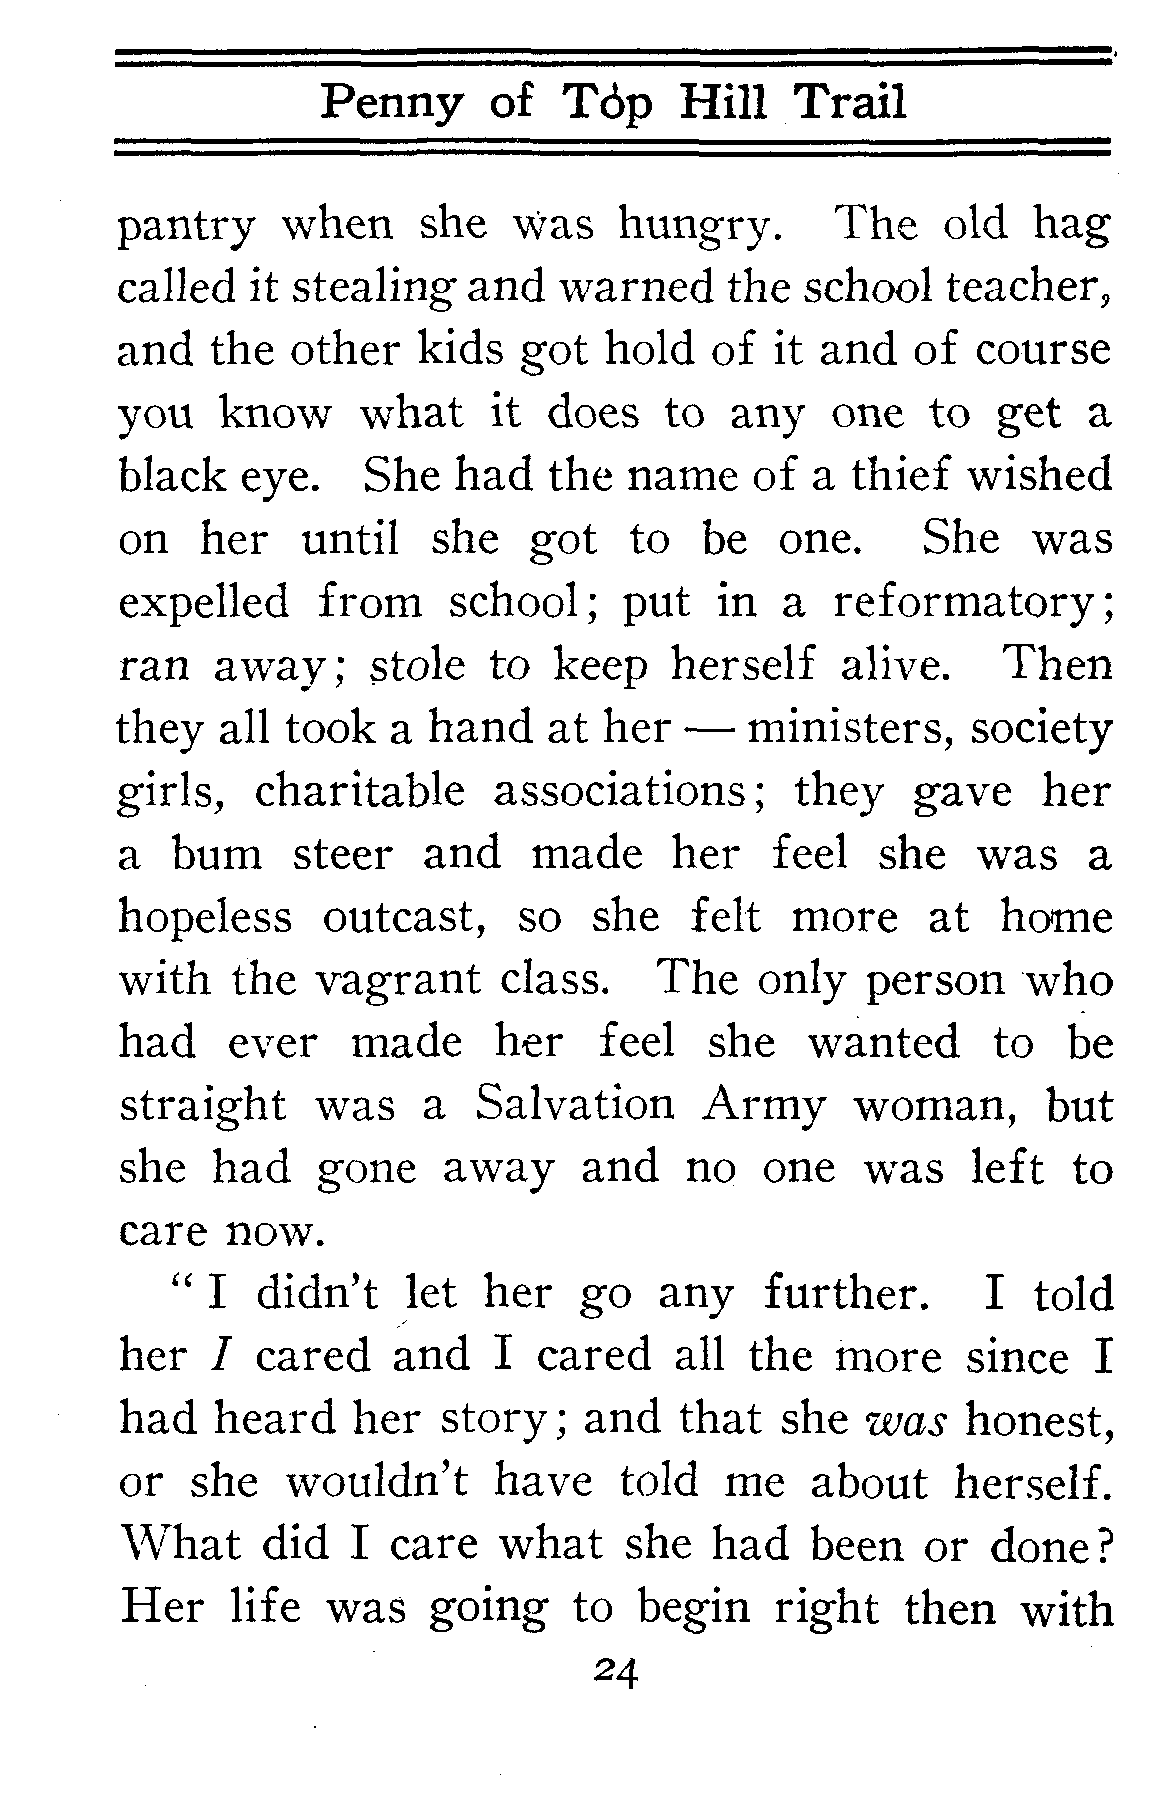 Penny of Top Hill Trail
pantry when she was hungry. The old hag
called it stealing and warned the school teacher,
and the other kids got hold of it and of course
you know what it does to any one to get a
black eye. She had the name of a thief wished
on her until she got to be one. She was
expelled from school; put in a reformatory;
ran away; stole to keep herself alive. Then
they all took a hand at her — ministers, society
girls, charitable associations; they gave her
a bum steer and made her feel she was a
hopeless outcast, so she felt more at home
with the vagrant class. The only person who
had ever made her feel she wanted to be
straight was a Salvation Army woman, but
she had gone away and no one was left to
care now.
“ I didn't let her go any further. I told
her I cared and I cared all the more since I
had heard her story; and that she was honest,
or she wouldn't have told me about herself.
What did I care what she had been or done?
Her life was going to begin right then with
24